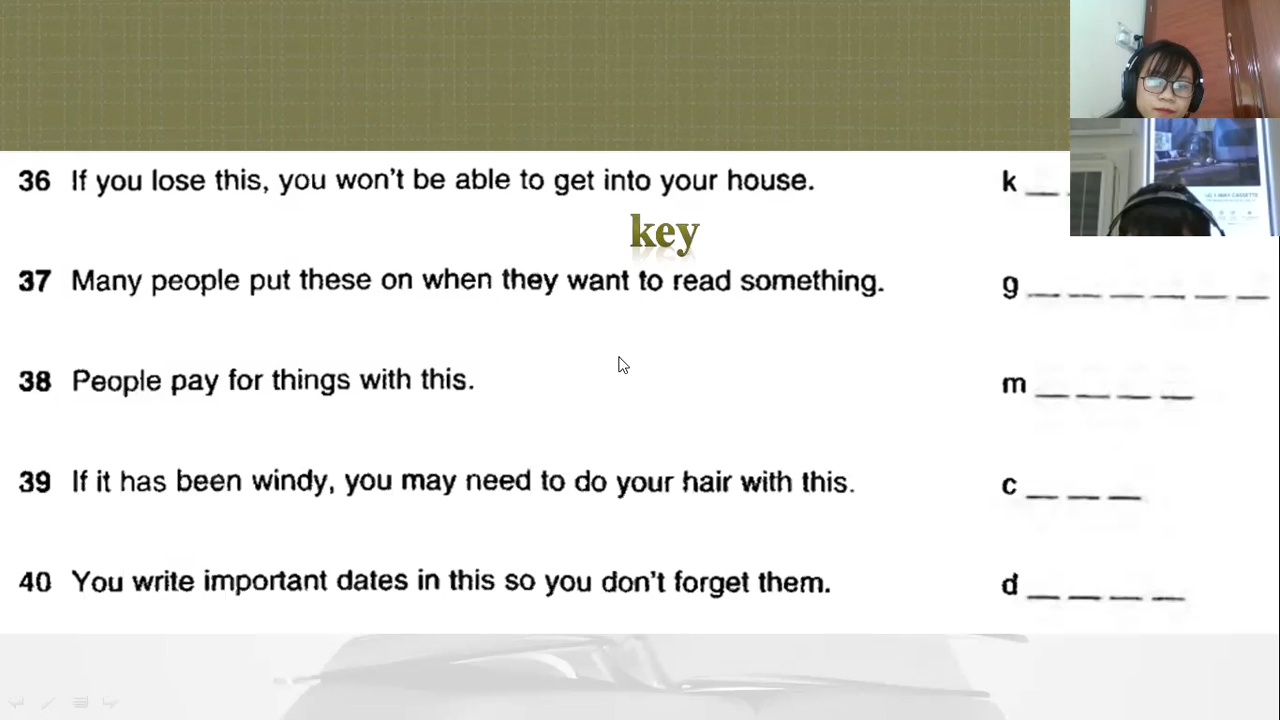 36 If you lose this, you won't be able to get into your house. k _
key
37 Many people put these on when they want to read something. g _ _ _ _ _ _
38 People pay for things with this. m _ _ _ _
39 If it has been windy, you may need to do your hair with this. c _ _ _
40 You write important dates in this so you don't forget them. d _ _ _ _